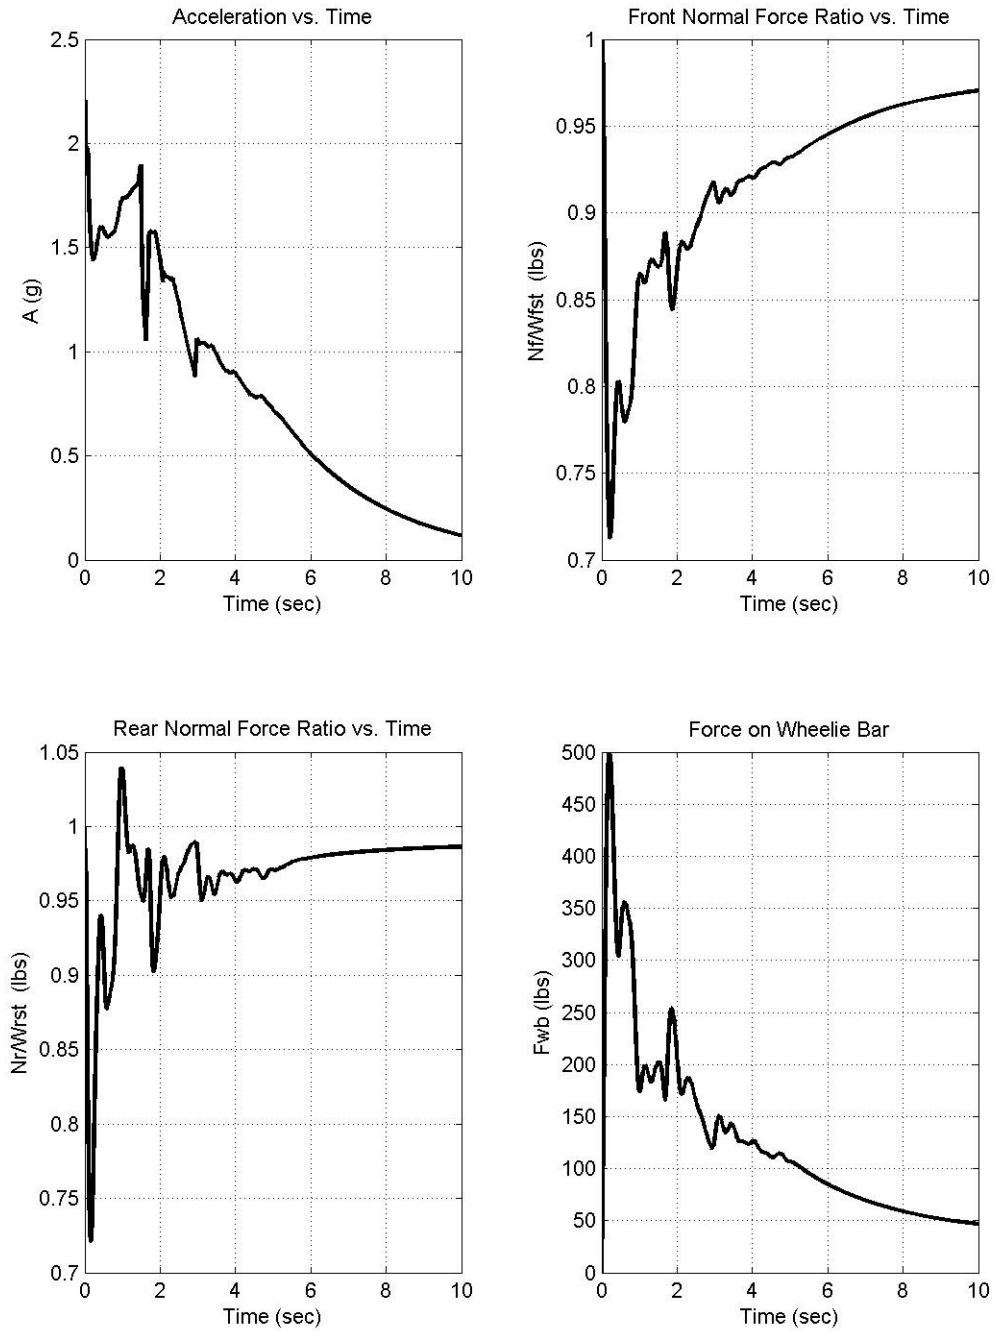 Acceleration vs. Time
2.5
2
1.5
1
0.5
0
A (g)
0 2 4 6 8 10
Time (sec)
Front Normal Force Ratio vs. Time
1
0.95
0.9
0.85
0.8
0.75
0.7
Nf/Wfst (lbs)
0 2 4 6 8 10
Time (sec)
Rear Normal Force Ratio vs. Time
1.05
1
0.95
0.9
0.85
0.8
0.75
0.7
Nr/Wrst (lbs)
0 2 4 6 8 10
Time (sec)
Force on Wheelie Bar
500
450
400
350
300
250
200
150
100
50
0
Fwb (lbs)
0 2 4 6 8 10
Time (sec)